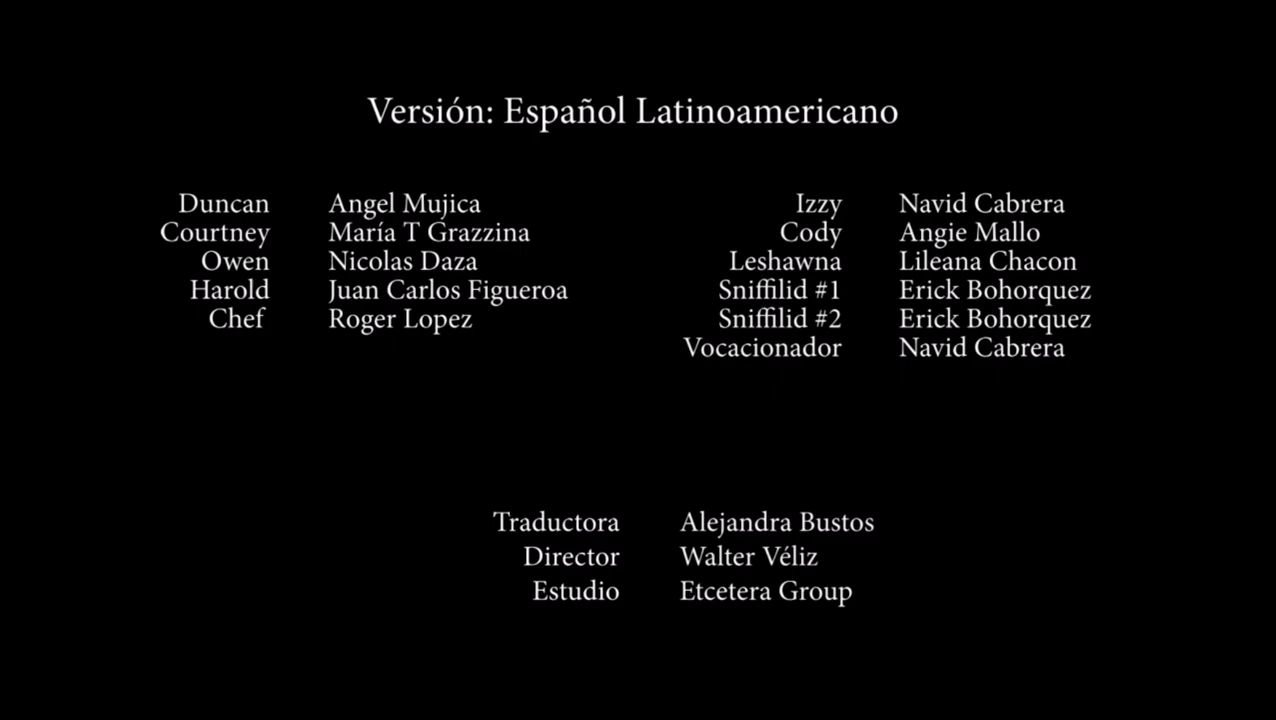 Versión: Español Latinoamericano
Duncan Angel Mujica
Courtney María T Grazzina
Owen Nicolas Daza
Harold Juan Carlos Figueroa
Chef Roger Lopez
Izzy Navid Cabrera
Cody Angie Mallo
Leshawna Lileana Chacon
Sniffilid #1 Erick Bohorquez
Sniffilid #2 Erick Bohorquez
Vocacionador Navid Cabrera
Traductora Alejandra Bustos
Director Walter Véliz
Estudio Etcetera Group